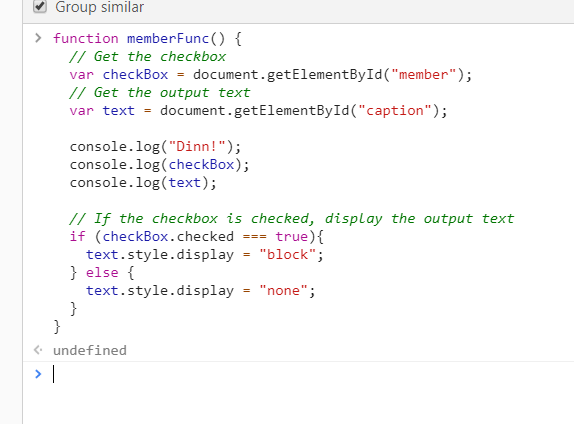 Group similar
function memberFunc() {
// Get the checkbox
var checkBox = document.getElementById("member");
// Get the output text
var text = document.getElementById("caption");
console.log("Dinn!");
console.log(checkBox);
console.log(text);
// If the checkbox is checked, display the output text
if (checkBox.checked === true){
text.style.display = "block";
} else {
text.style.display = "none";
}
}
undefined